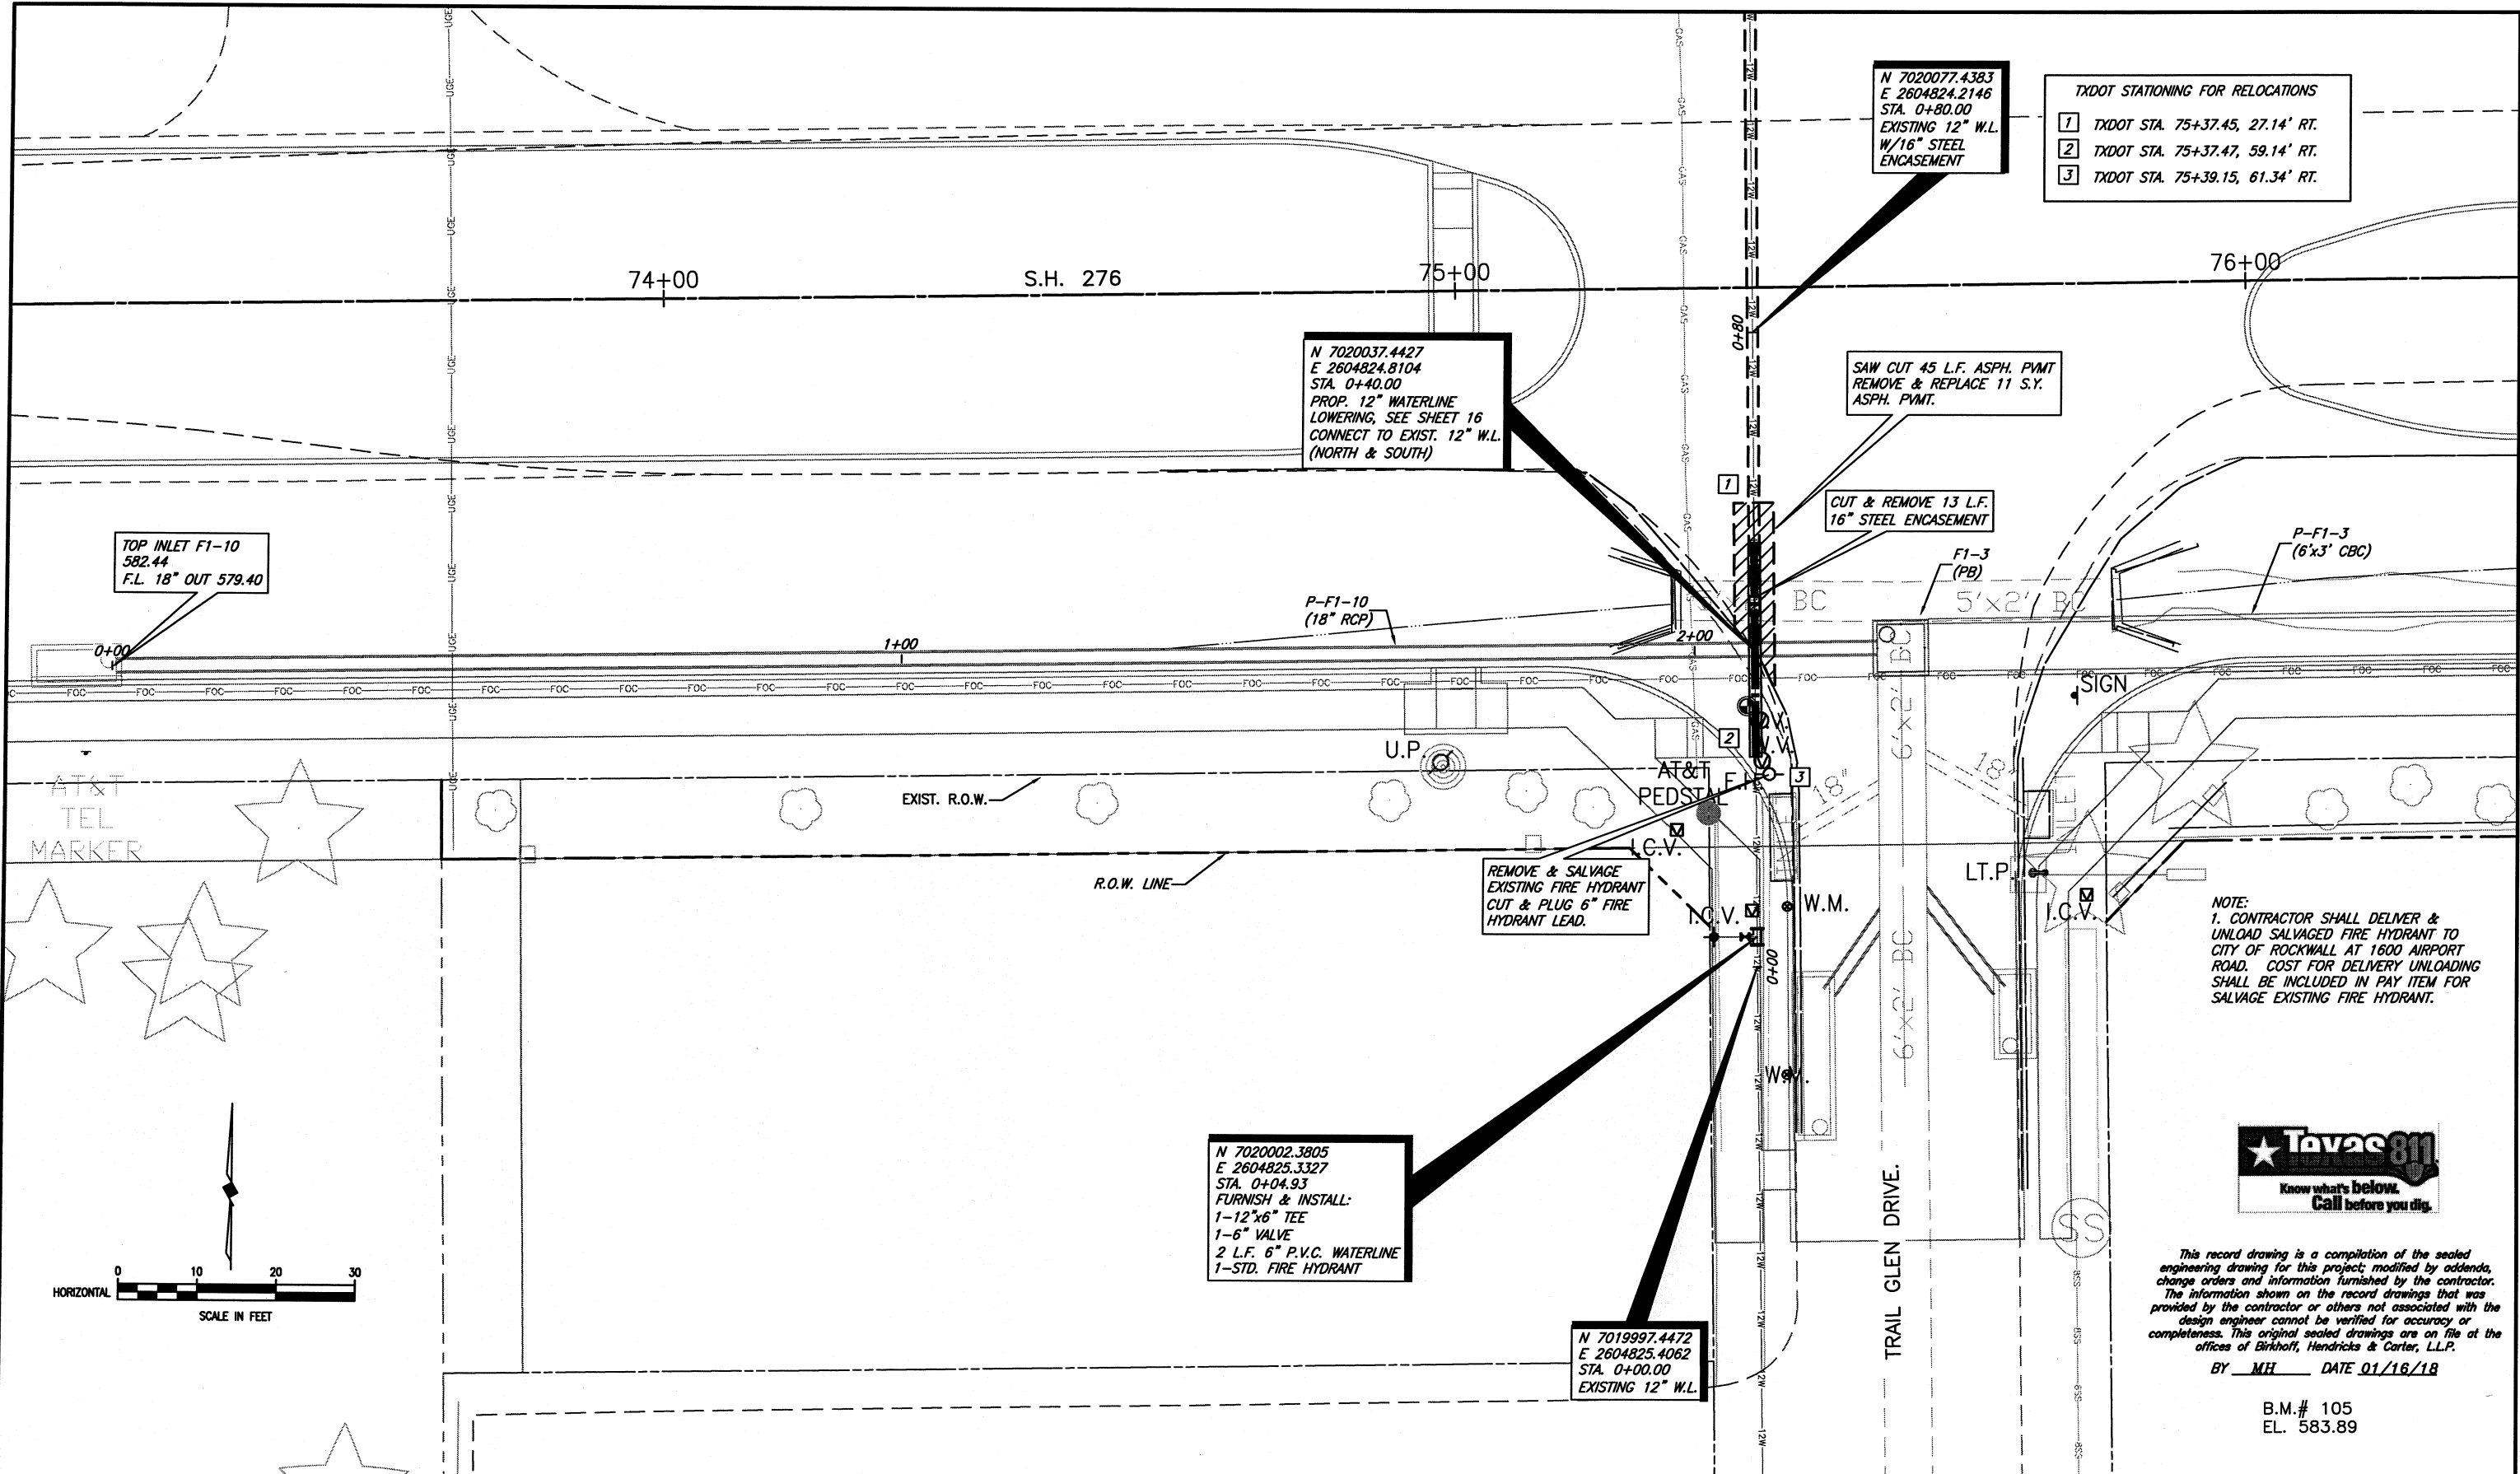 N 7020077.4383
E 2604824.2146
STA. 0+80.00
EXISTING 12" W.L.
W/16" STEEL
ENCASEMENT
TXDOT STATIONING FOR RELOCATIONS
1 TXDOT STA. 75+37.45, 27.14' RT.
2 TXDOT STA. 75+37.47, 59.14' RT.
3 TXDOT STA. 75+39.15, 61.34' RT.
74+00
S.H. 276
75+00
76+00
0+80
N 7020037.4427
E 2604824.8104
STA. 0+40.00
PROP. 12" WATERLINE
LOWERING, SEE SHEET 16
CONNECT TO EXIST. 12" W.L.
(NORTH & SOUTH)
SAW CUT 45 L.F. ASPH. PVMT
REMOVE & REPLACE 11 S.Y.
ASPH. PVMT.
1
CUT & REMOVE 13 L.F.
16" STEEL ENCASEMENT
TOP INLET F1-10
582.44
F.L. 18" OUT 579.40
F1-3
(PB)
P-F1-3
(6'x3' CBC)
P-F1-10
(18" RCP)
BC
5'x2' BC
0+00
1+00
2+00
UGE
GAS
12W
FOC
SIGN
6'x2' BC
2
V.V.
U.P.
AT&T
PEDSTAL
F.H.
3
18"
18"
AT&T
TEL
MARKER
EXIST. R.O.W.
INLET
INLET
I.C.V.
R.O.W. LINE
REMOVE & SALVAGE
EXISTING FIRE HYDRANT
CUT & PLUG 6" FIRE
HYDRANT LEAD.
LT.P.
I.C.V.
W.M.
I.C.V.
NOTE:
1. CONTRACTOR SHALL DELIVER &
UNLOAD SALVAGED FIRE HYDRANT TO
CITY OF ROCKWALL AT 1600 AIRPORT
ROAD. COST FOR DELIVERY UNLOADING
SHALL BE INCLUDED IN PAY ITEM FOR
SALVAGE EXISTING FIRE HYDRANT.
0+00
6'x2' BC
W.M.
N 7020002.3805
E 2604825.3327
STA. 0+04.93
FURNISH & INSTALL:
1-12"x6" TEE
1-6" VALVE
2 L.F. 6" P.V.C. WATERLINE
1-STD. FIRE HYDRANT
TRAIL GLEN DRIVE.
SS
8SS
Texas 811
Know what's below.
Call before you dig.
0 10 20 30
HORIZONTAL
SCALE IN FEET
N 7019997.4472
E 2604825.4062
STA. 0+00.00
EXISTING 12" W.L.
This record drawing is a compilation of the sealed
engineering drawing for this project; modified by addenda,
change orders and information furnished by the contractor.
The information shown on the record drawings that was
provided by the contractor or others not associated with the
design engineer cannot be verified for accuracy or
completeness. This original sealed drawings are on file at the
offices of Birkhoff, Hendricks & Carter, L.L.P.
BY MH DATE 01/16/18
B.M.# 105
EL. 583.89